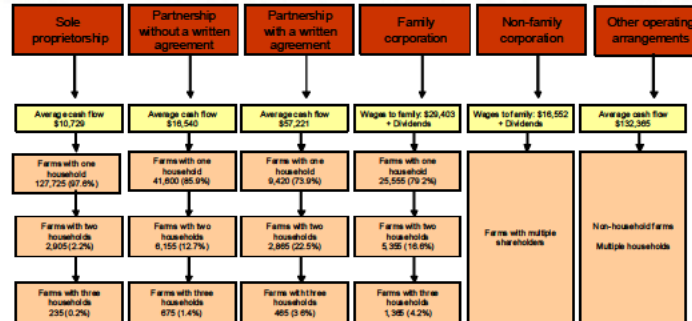 Sole
proprietorship
Partnership
without a written
agreement
Partnership
with a written
agreement
Family
corporation
Non-family
corporation
Other operating
arrangements
Average cash flow
$10,729
Average cash flow
$16,540
Average cash flow
$57,221
Wages to family: $29,403
+ Dividends
Wages to family: $16,552
+ Dividends
Average cash flow
$132,365
Farms with one
household
127,725 (97.6%)
Farms with one
household
41,600 (85.9%)
Farms with one
household
9,420 (73.9%)
Farms with one
household
25,555 (79.2%)
Farms with multiple
shareholders
Non-household farms
Multiple households
Farms with two
households
2,905 (2.2%)
Farms with two
households
6,155 (12.7%)
Farms with two
households
2,865 (22.5%)
Farms with two
households
5,355 (16.6%)
Farms with three
households
235 (0.2%)
Farms with three
households
675 (1.4%)
Farms with three
households
465 (3.6%)
Farms with three
households
1,365 (4.2%)